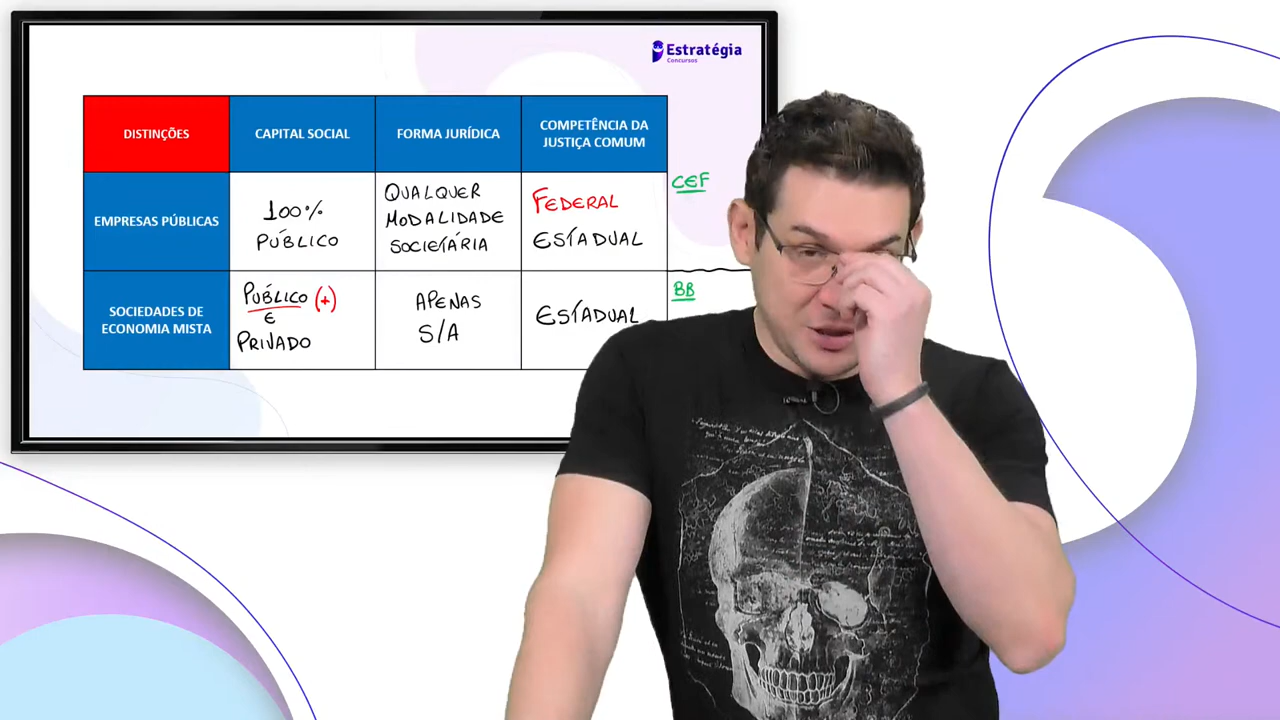 Estratégia
Concursos
DISTINÇÕES
CAPITAL SOCIAL
FORMA JURÍDICA
COMPETÊNCIA DA
JUSTIÇA COMUM
EMPRESAS PÚBLICAS
100%
PÚBLICO
QUALQUER
MODALIDADE
SOCIETÁRIA
FEDERAL
ESTADUAL
CEF
SOCIEDADES DE
ECONOMIA MISTA
PÚBLICO (+)
E
PRIVADO
APENAS
S/A
ESTADUAL
BB